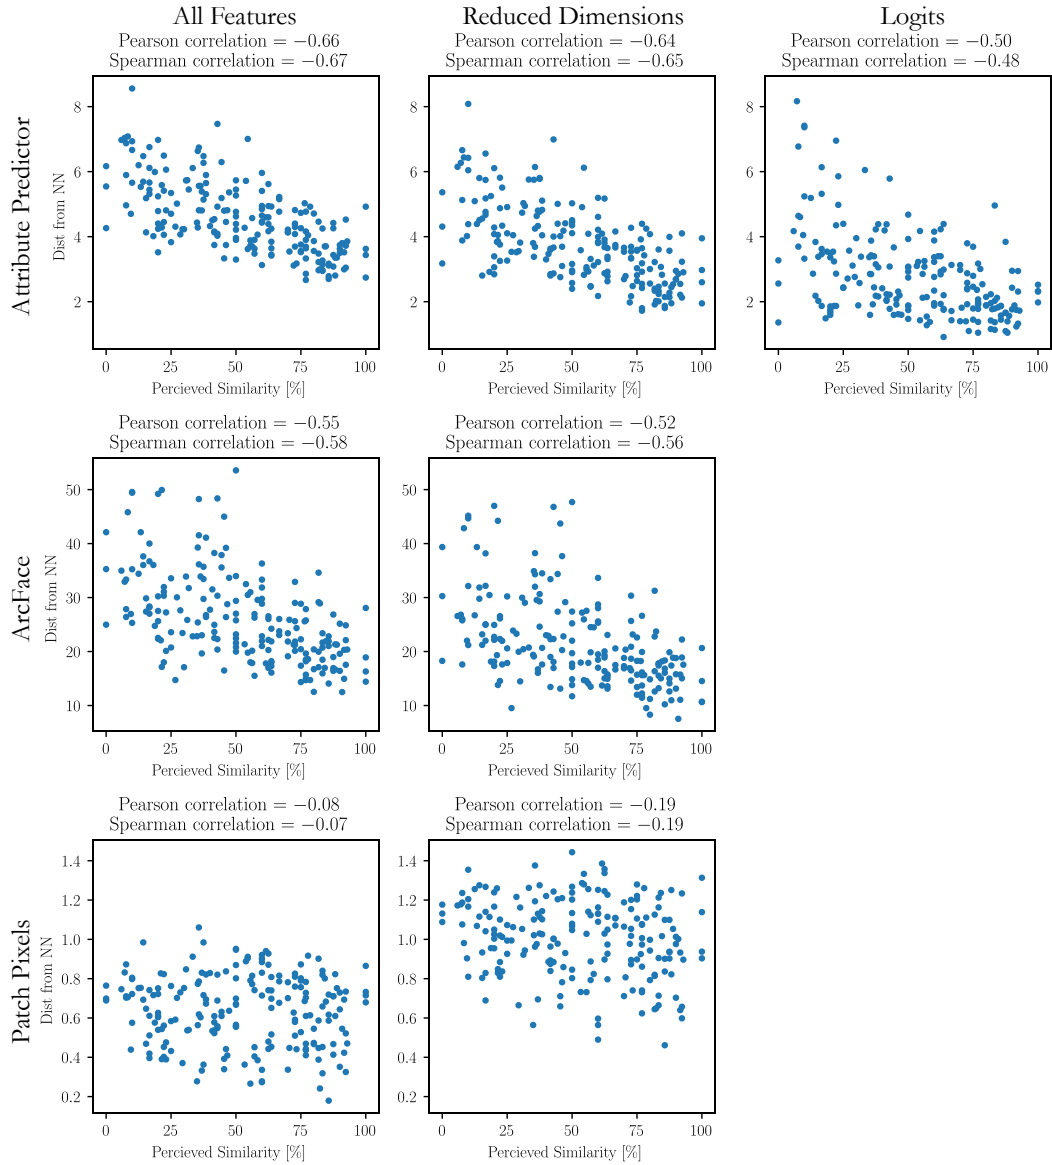 All Features
Pearson correlation = −0.66
Spearman correlation = −0.67
Reduced Dimensions
Pearson correlation = −0.64
Spearman correlation = −0.65
Logits
Pearson correlation = −0.50
Spearman correlation = −0.48
Attribute Predictor
Dist from NN
8
6
4
2
0 25 50 75 100
Percieved Similarity [%]
8
6
4
2
0 25 50 75 100
Percieved Similarity [%]
8
6
4
2
0 25 50 75 100
Percieved Similarity [%]
Pearson correlation = −0.55
Spearman correlation = −0.58
Pearson correlation = −0.52
Spearman correlation = −0.56
ArcFace
Dist from NN
50
40
30
20
10
0 25 50 75 100
Percieved Similarity [%]
50
40
30
20
10
0 25 50 75 100
Percieved Similarity [%]
Pearson correlation = −0.08
Spearman correlation = −0.07
Pearson correlation = −0.19
Spearman correlation = −0.19
Patch Pixels
Dist from NN
1.4
1.2
1.0
0.8
0.6
0.4
0.2
0 25 50 75 100
Percieved Similarity [%]
1.4
1.2
1.0
0.8
0.6
0.4
0.2
0 25 50 75 100
Percieved Similarity [%]